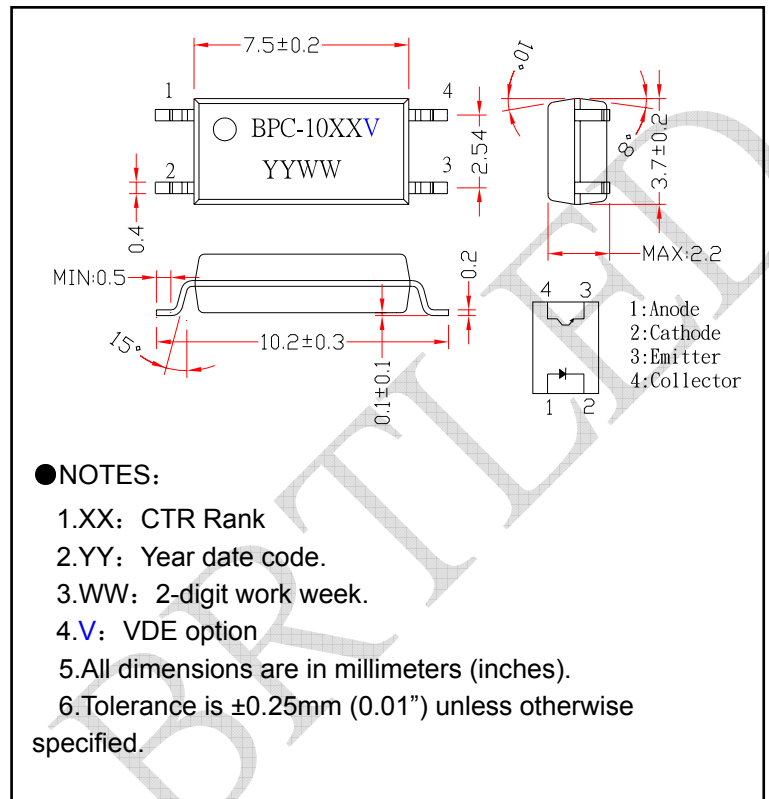 7.5±0.2
10°
1
4
BPC-10XXV
YYWW
2.54
8°
3.7±0.2
2
3
0.4
MAX:2.2
MIN:0.5
0.2
4 3
1:Anode
2:Cathode
3:Emitter
4:Collector
15°
10.2±0.3
0.1±0.1
1 2
●NOTES：
1.XX：CTR Rank
2.YY：Year date code.
3.WW：2-digit work week.
4.V：VDE option
5.All dimensions are in millimeters (inches).
6.Tolerance is ±0.25mm (0.01”) unless otherwise
specified.
BRTLED